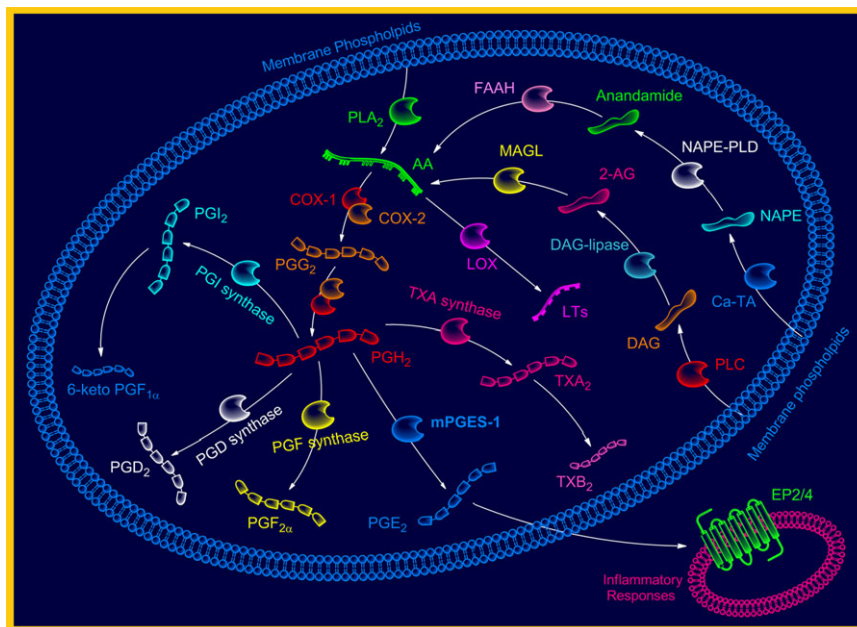 Membrane Phospholipids
FAAH
Anandamide
PLA2
AA
MAGL
NAPE-PLD
2-AG
COX-1
COX-2
PGI2
NAPE
DAG-lipase
LOX
PGG2
PGI synthase
TXA synthase
LTs
Ca-TA
DAG
PGH2
PLC
6-keto PGF1α
TXA2
Membrane phospholipids
mPGES-1
PGD synthase
PGF synthase
PGD2
TXB2
PGF2α
PGE2
EP2/4
Inflammatory
Responses